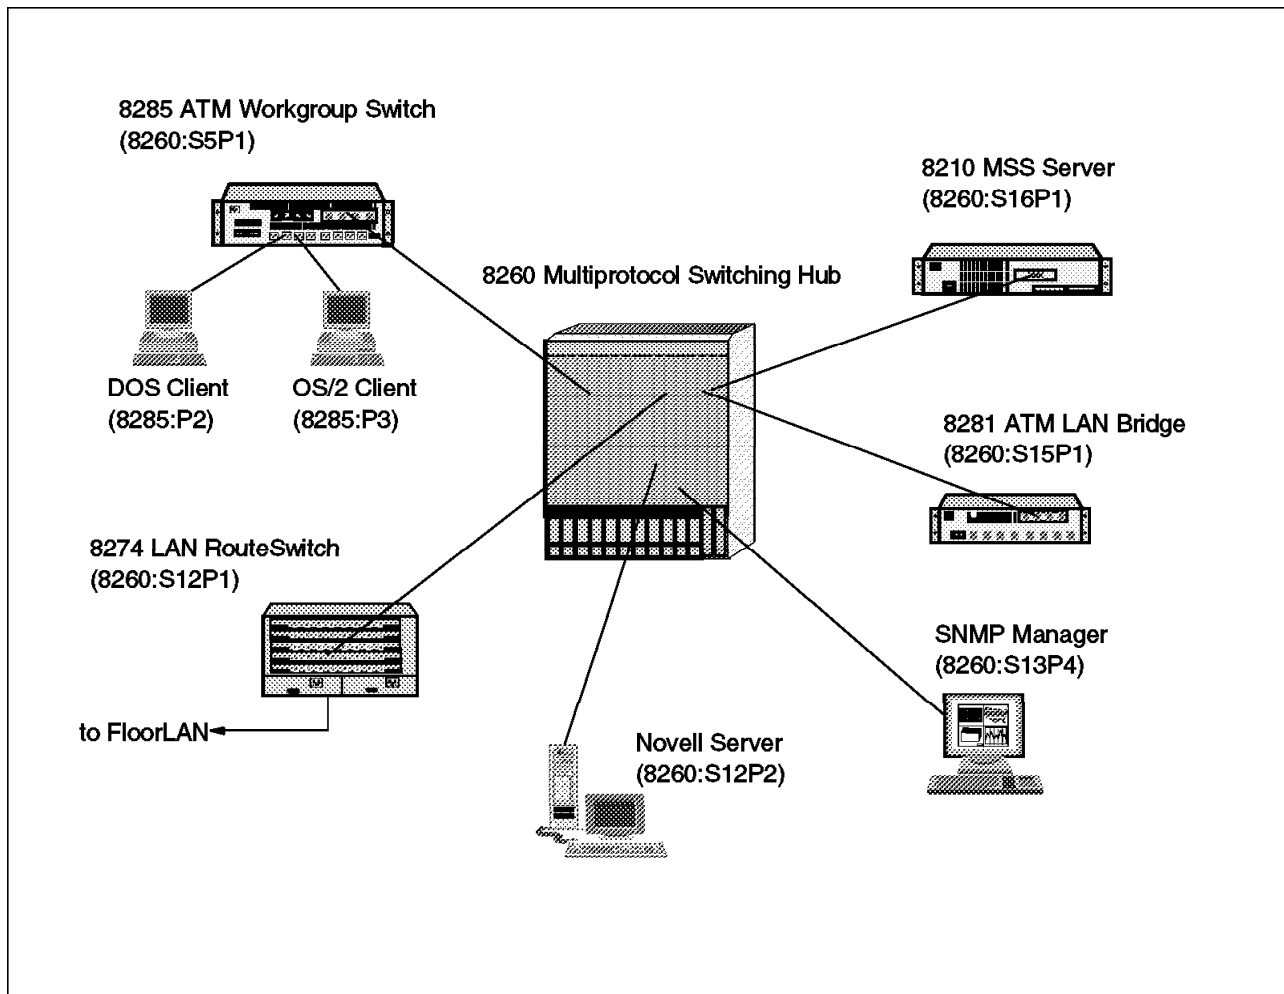 8285 ATM Workgroup Switch
(8260:S5P1)
8210 MSS Server
(8260:S16P1)
8260 Multiprotocol Switching Hub
DOS Client
(8285:P2)
OS/2 Client
(8285:P3)
8281 ATM LAN Bridge
(8260:S15P1)
8274 LAN RouteSwitch
(8260:S12P1)
SNMP Manager
(8260:S13P4)
to FloorLAN
Novell Server
(8260:S12P2)